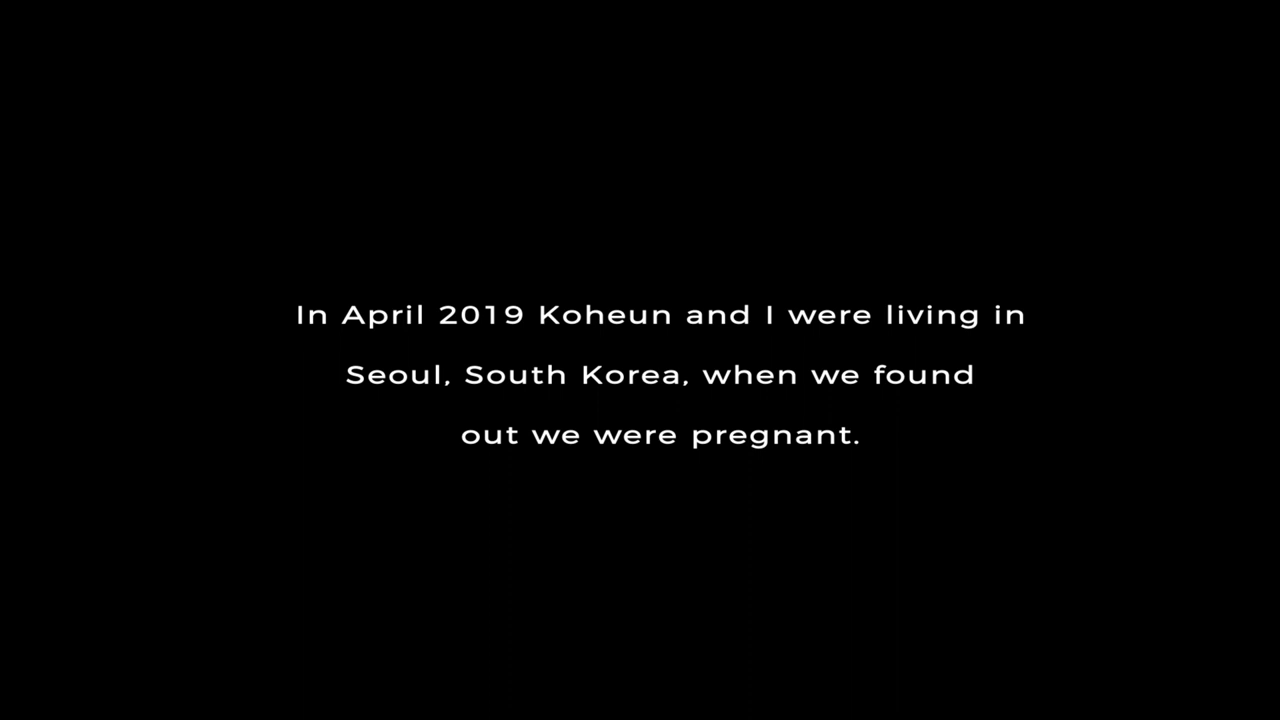 In April 2019 Koheun and I were living in
Seoul, South Korea, when we found
out we were pregnant.